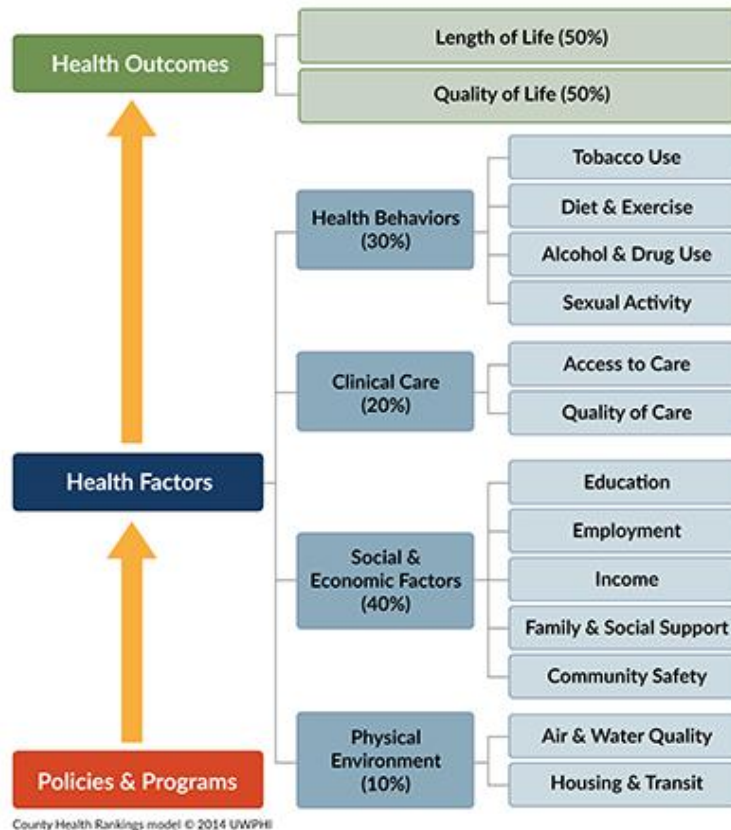 Health Outcomes
Length of Life (50%)
Quality of Life (50%)
Health Behaviors
(30%)
Tobacco Use
Diet & Exercise
Alcohol & Drug Use
Sexual Activity
Clinical Care
(20%)
Access to Care
Quality of Care
Health Factors
Social &
Economic Factors
(40%)
Education
Employment
Income
Family & Social Support
Community Safety
Physical
Environment
(10%)
Air & Water Quality
Housing & Transit
Policies & Programs
County Health Rankings model © 2014 UWPHI